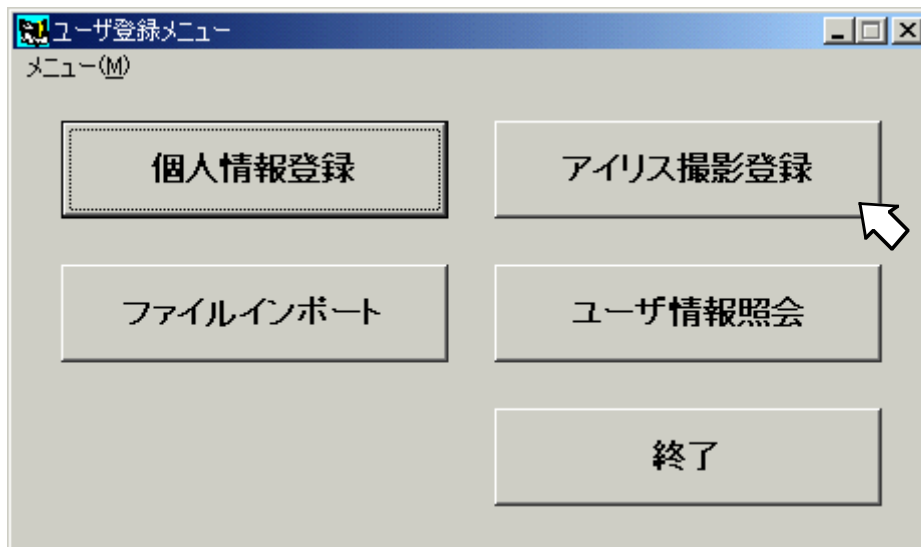 ユーザ登録メニュー
メニュー(M)
個人情報登録
アイリス撮影登録
ファイルインポート
ユーザ情報照会
終了